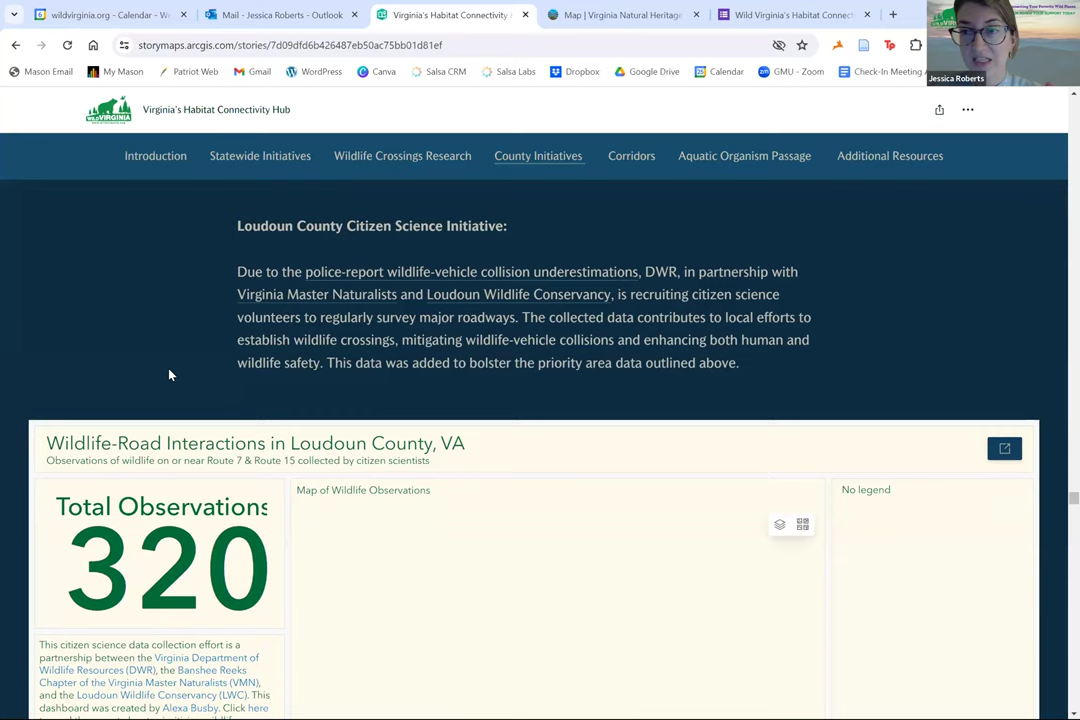 wildvirginia.org - Calendar - W
Mail - Jessica Roberts - Outlook
Virginia's Habitat Connectivity
Map | Virginia Natural Heritage
Wild Virginia's Habitat Connect
storymaps.arcgis.com/stories/7d09dfd6b426487eb50ac75bb01d81ef
Mason Email
My Mason
Patriot Web
Gmail
WordPress
Canva
Salsa CRM
Salsa Labs
Dropbox
Google Drive
Calendar
GMU - Zoom
Check-In Meeting
Jessica Roberts
WILD VIRGINIA
Virginia's Habitat Connectivity Hub
Introduction
Statewide Initiatives
Wildlife Crossings Research
County Initiatives
Corridors
Aquatic Organism Passage
Additional Resources
Loudoun County Citizen Science Initiative:
Due to the police-report wildlife-vehicle collision underestimations, DWR, in partnership with
Virginia Master Naturalists and Loudoun Wildlife Conservancy, is recruiting citizen science
volunteers to regularly survey major roadways. The collected data contributes to local efforts to
establish wildlife crossings, mitigating wildlife-vehicle collisions and enhancing both human and
wildlife safety. This data was added to bolster the priority area data outlined above.
Wildlife-Road Interactions in Loudoun County, VA
Observations of wildlife on or near Route 7 & Route 15 collected by citizen scientists
Total Observations
320
Map of Wildlife Observations
No legend
This citizen science data collection effort is a
partnership between the Virginia Department of
Wildlife Resources (DWR), the Banshee Reeks
Chapter of the Virginia Master Naturalists (VMN),
and the Loudoun Wildlife Conservancy (LWC). This
dashboard was created by Alexa Busby. Click here